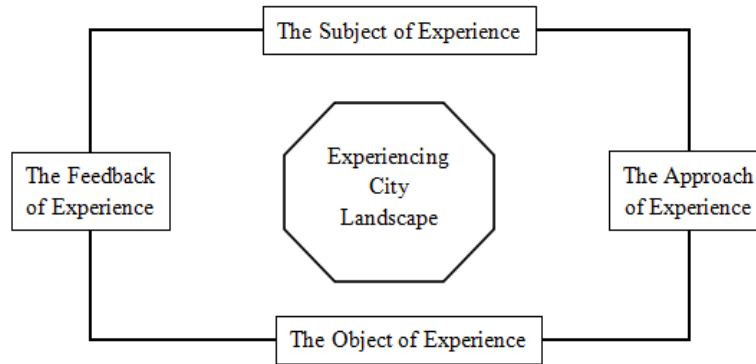 The Subject of Experience
Experiencing
City
Landscape
The Feedback
of Experience
The Approach
of Experience
The Object of Experience